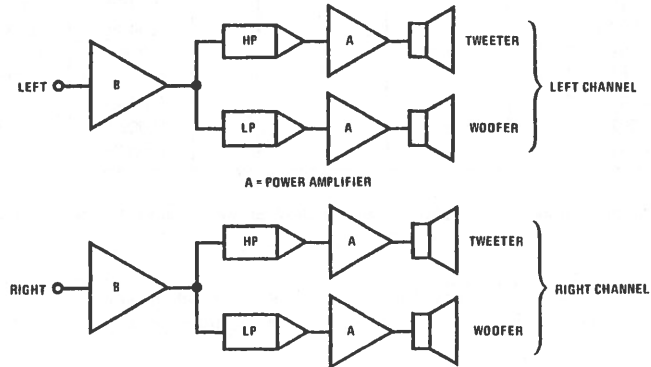 HP
A
TWEETER
LEFT
B
LEFT CHANNEL
LP
A
WOOFER
A = POWER AMPLIFIER
HP
A
TWEETER
RIGHT
B
RIGHT CHANNEL
LP
A
WOOFER